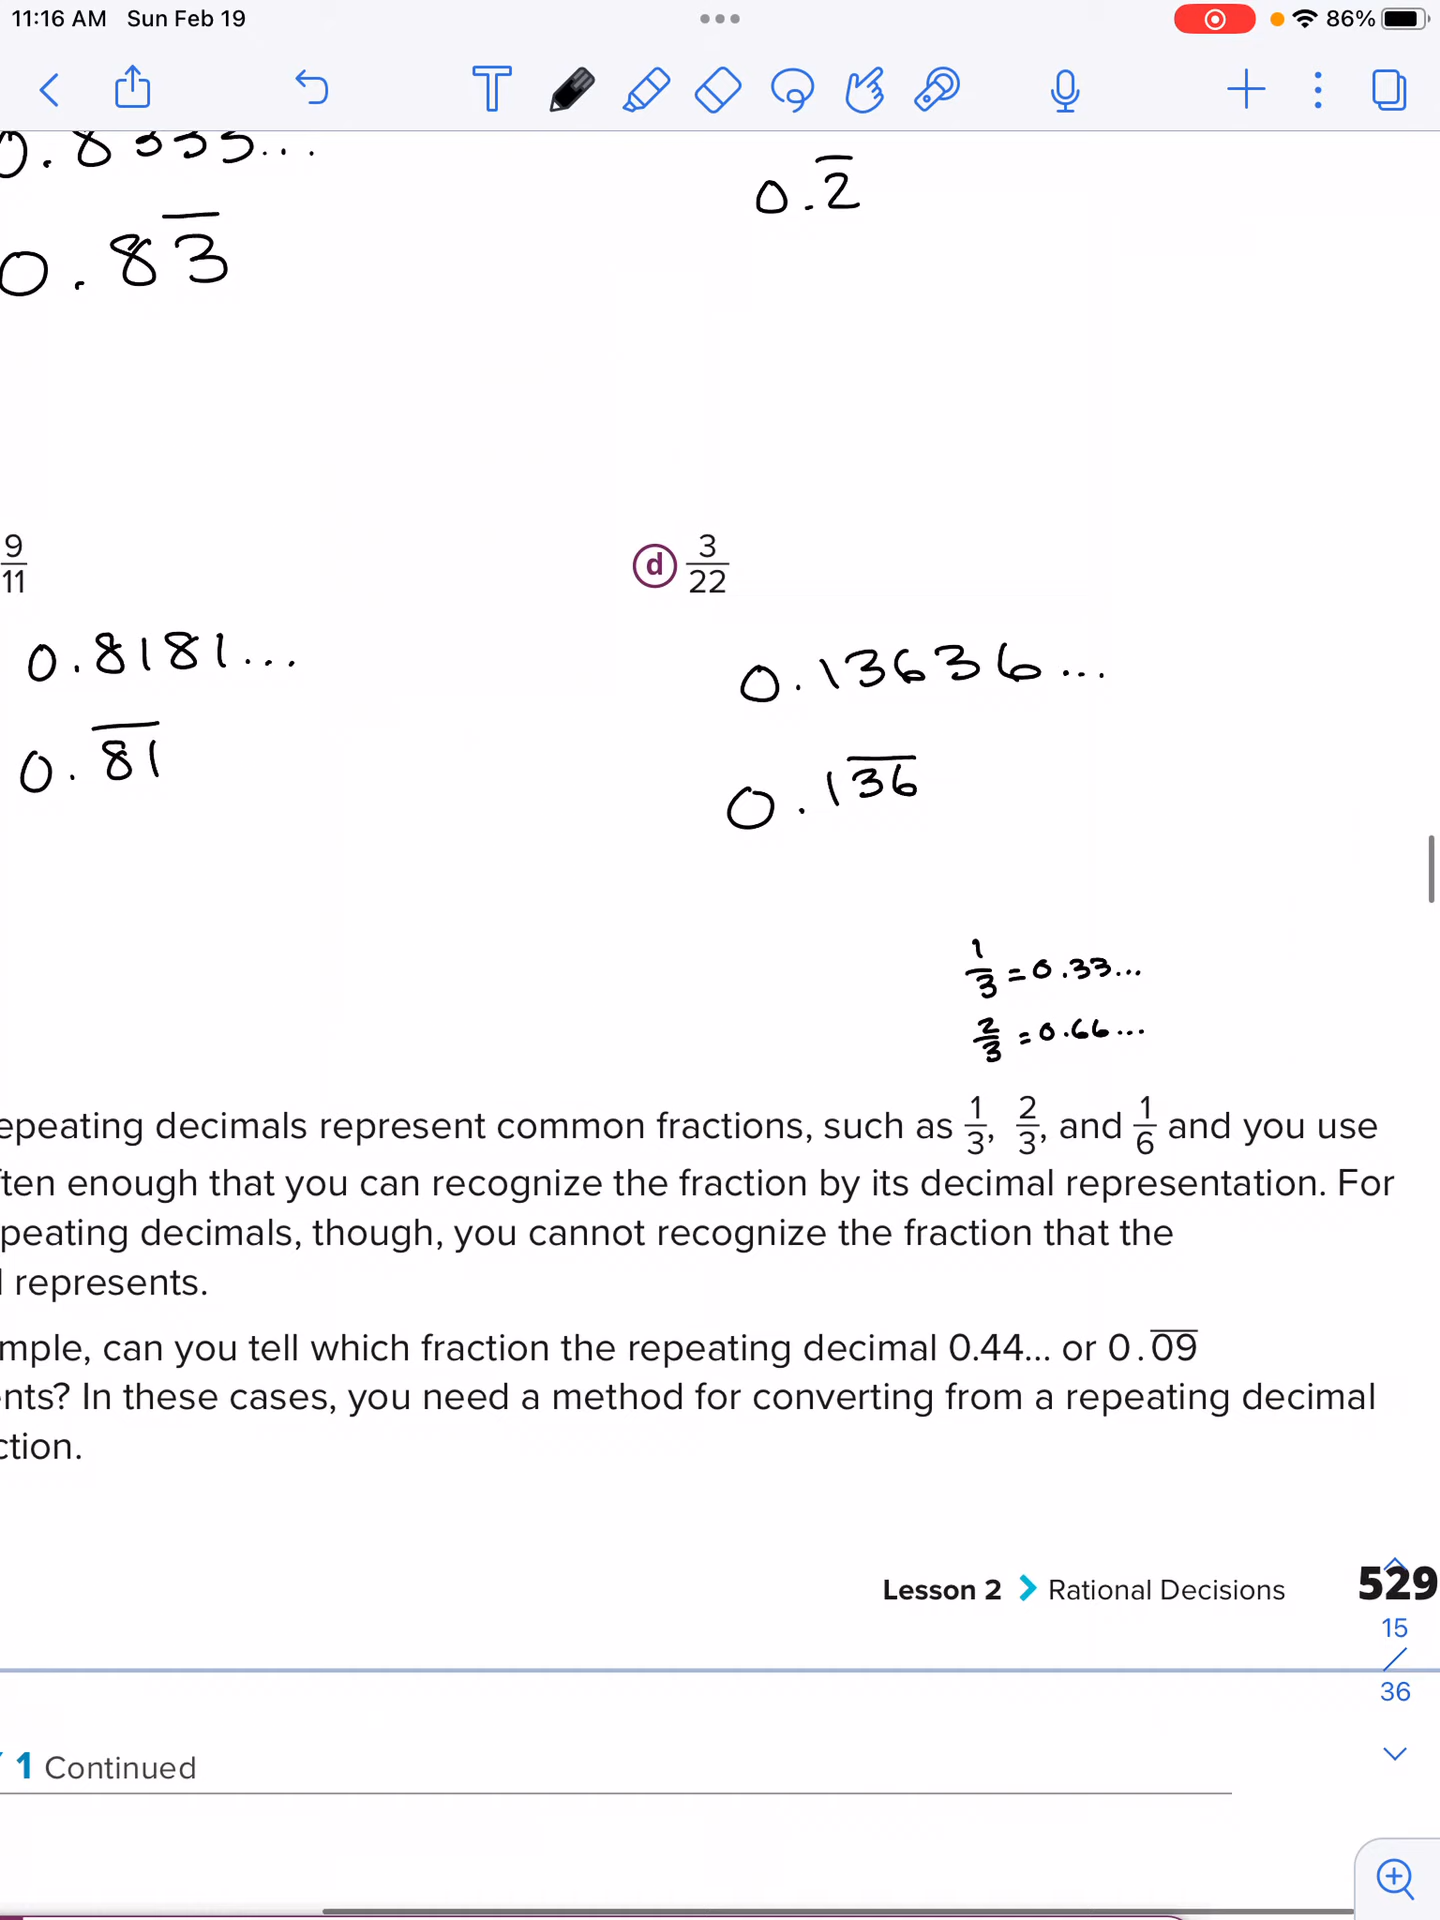 11:16 AM Sun Feb 19
86%
0.8333...
0.8̅3̅
0.2̅
9/11
d 3/22
0.8181...
0.13636...
0.8̅1̅
0.13̅6̅
1/3 = 0.33...
2/3 = 0.66...
epeating decimals represent common fractions, such as 1/3, 2/3, and 1/6 and you use
ften enough that you can recognize the fraction by its decimal representation. For
peating decimals, though, you cannot recognize the fraction that the
l represents.
mple, can you tell which fraction the repeating decimal 0.44... or 0.0̅9̅
ents? In these cases, you need a method for converting from a repeating decimal
ction.
Lesson 2 > Rational Decisions 529
15
/
36
1 Continued